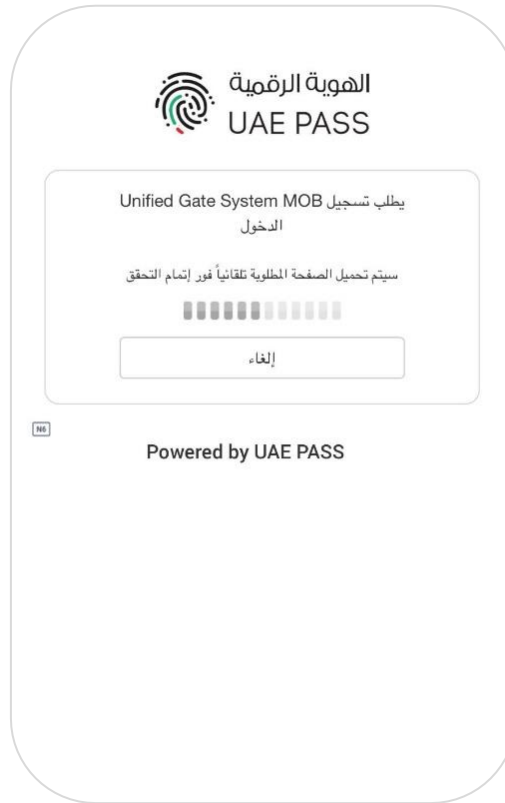 الهوية الرقمية
UAE PASS
يطلب تسجيل Unified Gate System MOB
الدخول
سيتم تحميل الصفحة المطلوبة تلقائياً فور إتمام التحقق
إلغاء
N6
Powered by UAE PASS